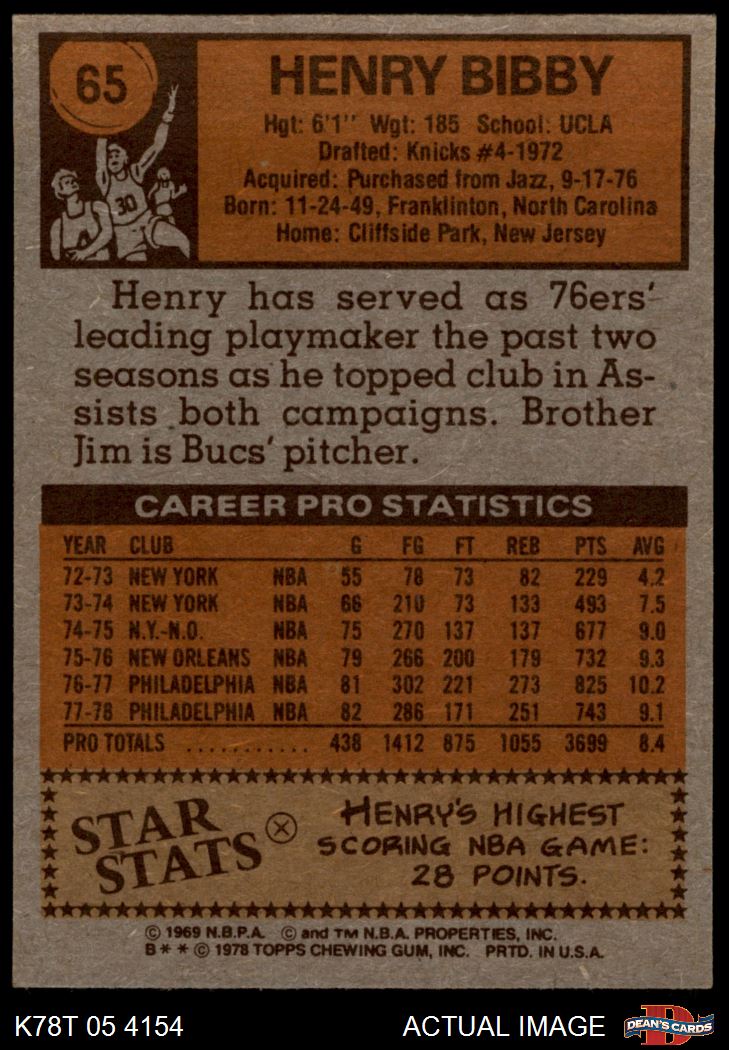 65
HENRY BIBBY
Hgt: 6'1" Wgt: 185 School: UCLA
Drafted: Knicks #4-1972
Acquired: Purchased from Jazz, 9-17-76
Born: 11-24-49, Franklinton, North Carolina
Home: Cliffside Park, New Jersey
30
Henry has served as 76ers'
leading playmaker the past two
seasons as he topped club in As-
sists both campaigns. Brother
Jim is Bucs' pitcher.
CAREER PRO STATISTICS
YEAR CLUB G FG FT REB PTS AVG
72-73 NEW YORK NBA 55 78 73 82 229 4.2
73-74 NEW YORK NBA 66 210 73 133 493 7.5
74-75 N.Y.-N.O. NBA 75 270 137 137 677 9.0
75-76 NEW ORLEANS NBA 79 266 200 179 732 9.3
76-77 PHILADELPHIA NBA 81 302 221 273 825 10.2
77-78 PHILADELPHIA NBA 82 286 171 251 743 9.1
PRO TOTALS ........... 438 1412 875 1055 3699 8.4
STAR STATS
HENRY'S HIGHEST
SCORING NBA GAME:
28 POINTS.
© 1969 N.B.P.A. © and TM N.B.A. PROPERTIES, INC.
B * * © 1978 TOPPS CHEWING GUM, INC. PRTD. IN U.S.A.
K78T 05 4154 ACTUAL IMAGE
D
DEAN'S CARDS